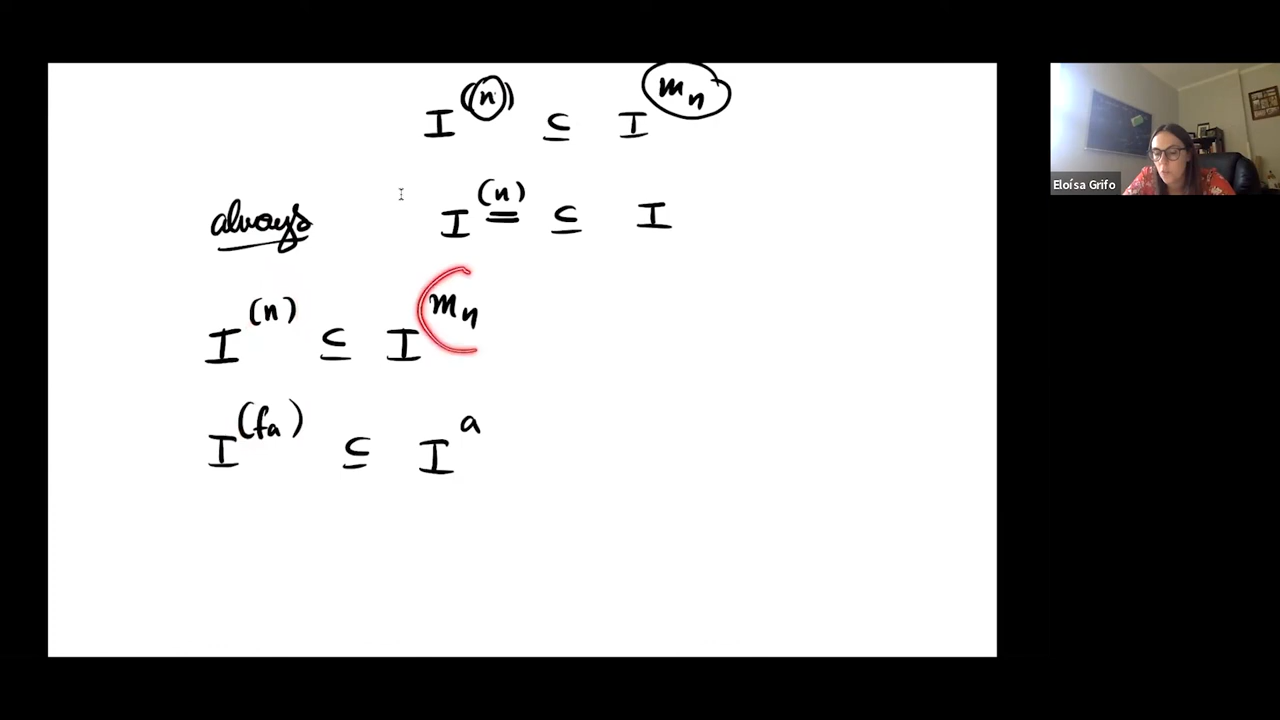 I^(n) ⊆ I^m_n
always I^(n) ⊆ I
I^(n) ⊆ I^m_n
I^(fa) ⊆ I^a
Eloísa Grifo